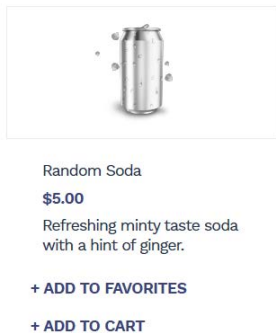 Random Soda
$5.00
Refreshing minty taste soda
with a hint of ginger.
+ ADD TO FAVORITES
+ ADD TO CART